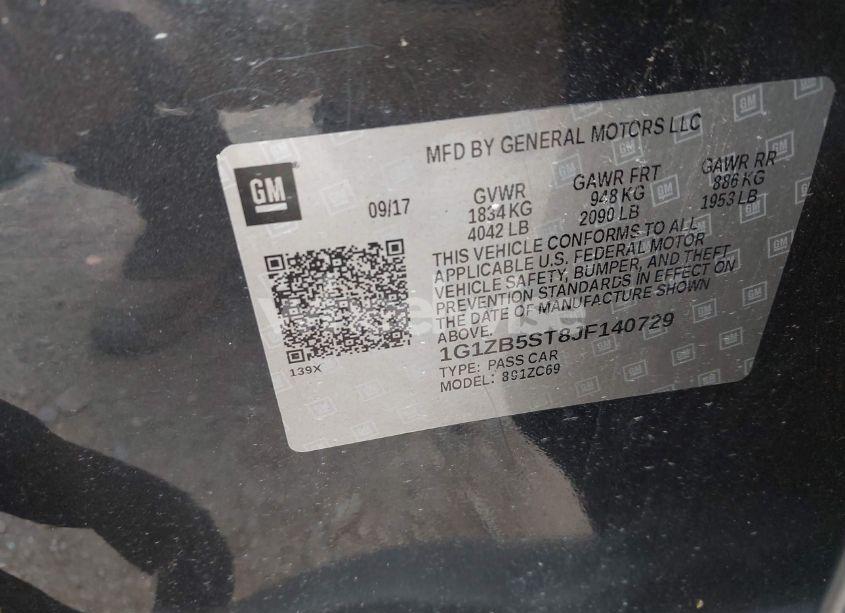 MFD BY GENERAL MOTORS LLC
GM
09/17
GVWR
1834 KG
4042 LB
GAWR FRT
948 KG
2090 LB
GAWR RR
886 KG
1953 LB
THIS VEHICLE CONFORMS TO ALL
APPLICABLE U.S. FEDERAL MOTOR
VEHICLE SAFETY, BUMPER, AND THEFT
PREVENTION STANDARDS IN EFFECT ON
THE DATE OF MANUFACTURE SHOWN
ABOVE.
1G1ZB5ST8JF140729
TYPE: PASS CAR
MODEL: 891ZC69
139X